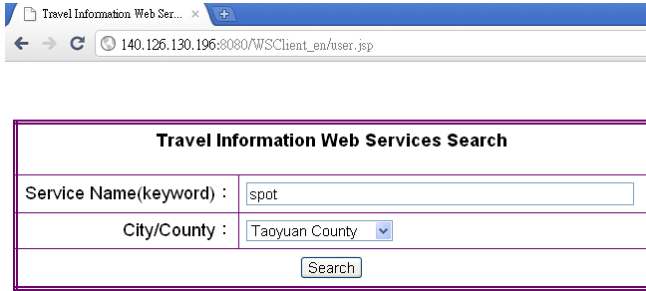 Travel Information Web Ser...
140.126.130.196:8080/WSClient_en/user.jsp
Travel Information Web Services Search
Service Name(keyword)：
spot
City/County：
Taoyuan County
Search